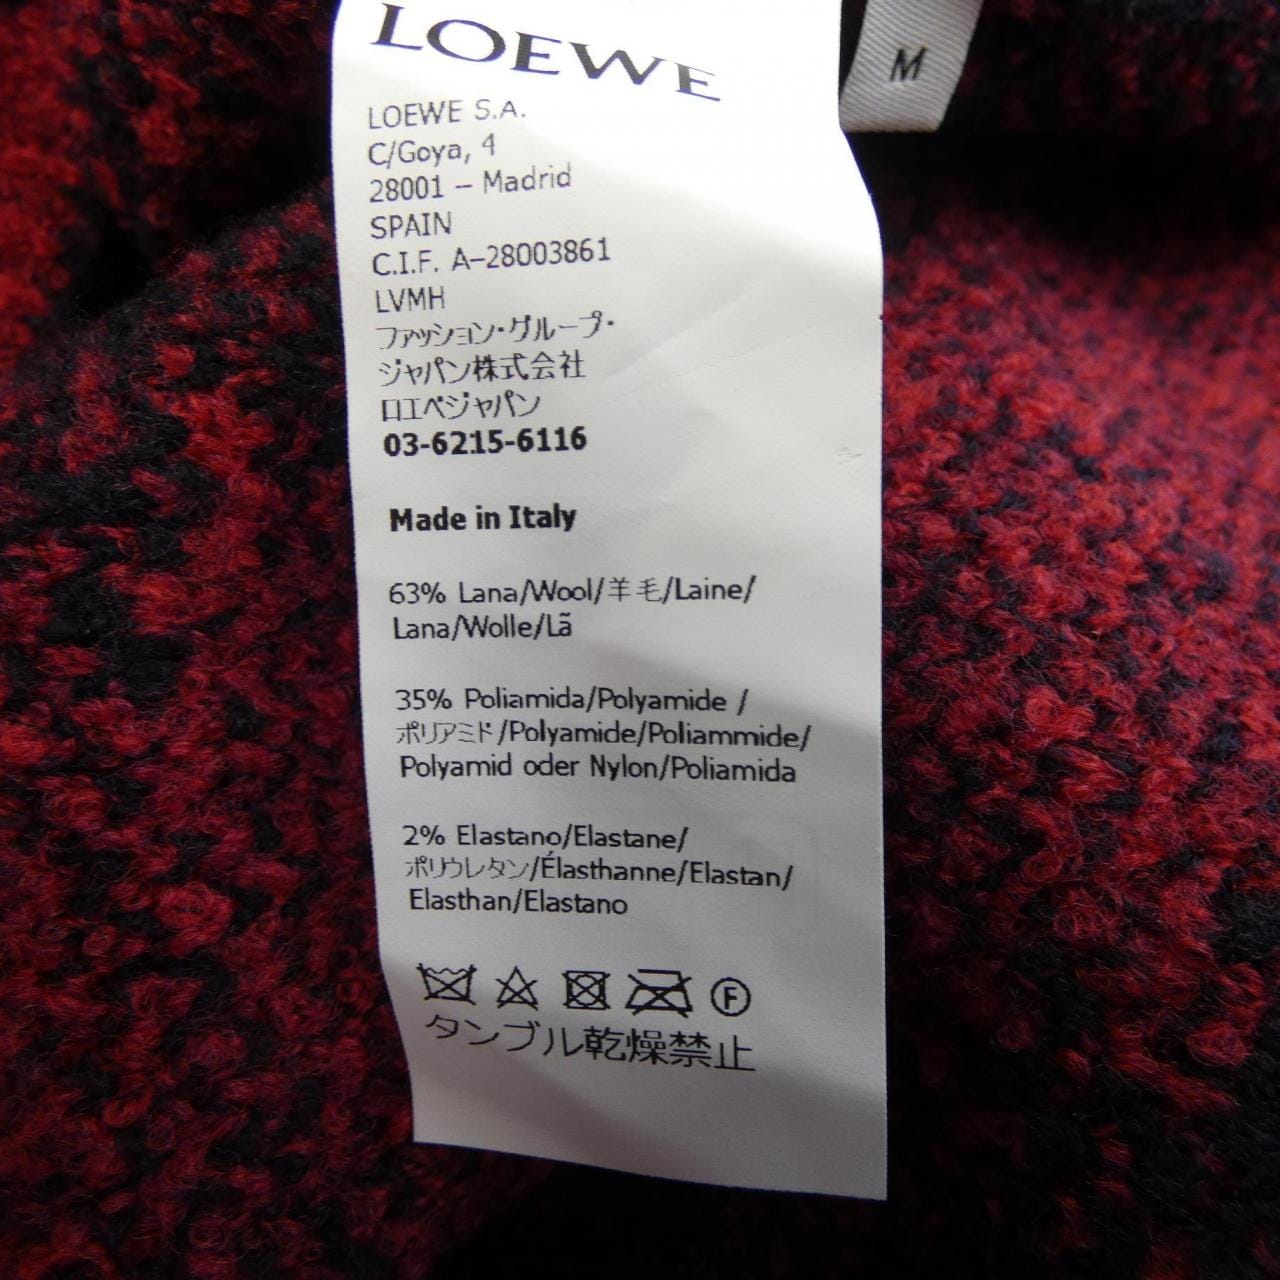 LOEWE
M
LOEWE S.A.
C/Goya, 4
28001 – Madrid
SPAIN
C.I.F. A–28003861
LVMH
ファッション・グループ・
ジャパン株式会社
ロエベジャパン
03-6215-6116
Made in Italy
63% Lana/Wool/羊毛/Laine/
Lana/Wolle/Lã
35% Poliamida/Polyamide /
ポリアミド/Polyamide/Poliammide/
Polyamid oder Nylon/Poliamida
2% Elastano/Elastane/
ポリウレタン/Élasthanne/Elastan/
Elasthan/Elastano
F
タンブル乾燥禁止